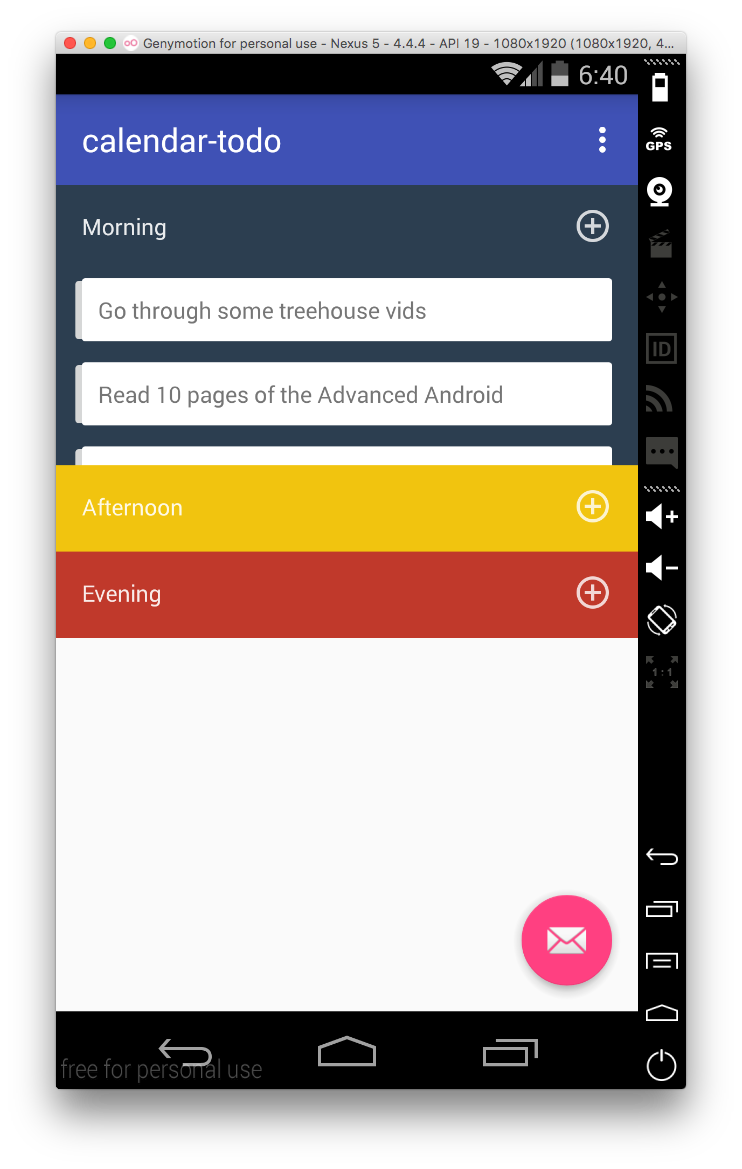 Genymotion for personal use - Nexus 5 - 4.4.4 - API 19 - 1080x1920 (1080x1920, 4...
6:40
calendar-todo
GPS
Morning
Go through some treehouse vids
ID
Read 10 pages of the Advanced Android
Afternoon
Evening
1:1
free for personal use